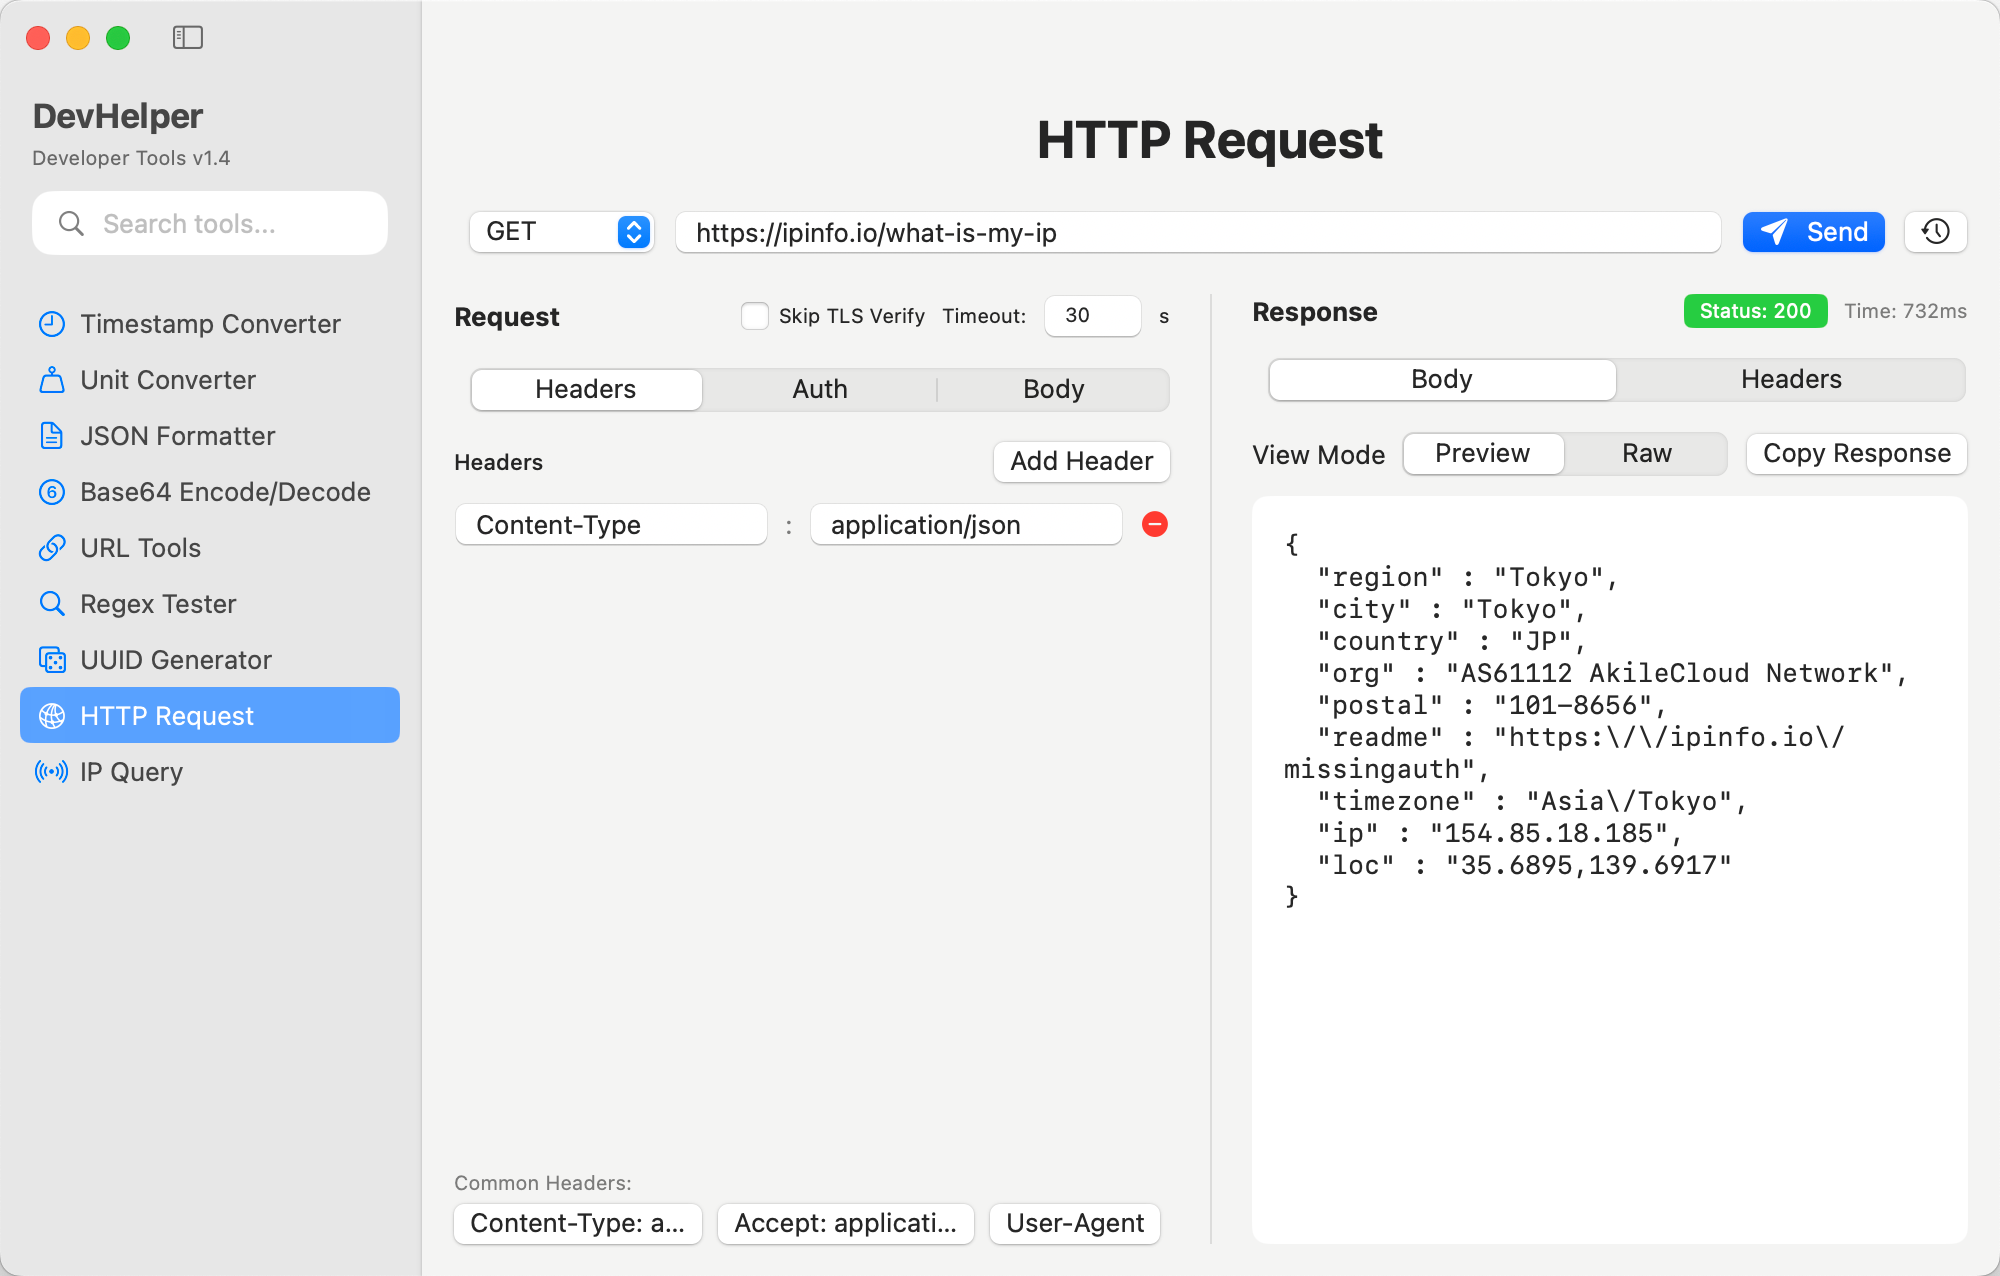 DevHelper
Developer Tools v1.4
Search tools...
Timestamp Converter
Unit Converter
JSON Formatter
6 Base64 Encode/Decode
URL Tools
Regex Tester
UUID Generator
HTTP Request
IP Query
HTTP Request
GET https://ipinfo.io/what-is-my-ip Send
Request Skip TLS Verify Timeout: 30 s
Headers Auth Body
Headers Add Header
Content-Type : application/json
Common Headers:
Content-Type: a... Accept: applicati... User-Agent
Response Status: 200 Time: 732ms
Body Headers
View Mode Preview Raw Copy Response
{
"region" : "Tokyo",
"city" : "Tokyo",
"country" : "JP",
"org" : "AS61112 AkileCloud Network",
"postal" : "101-8656",
"readme" : "https:\/\/ipinfo.io\/
missingauth",
"timezone" : "Asia\/Tokyo",
"ip" : "154.85.18.185",
"loc" : "35.6895,139.6917"
}